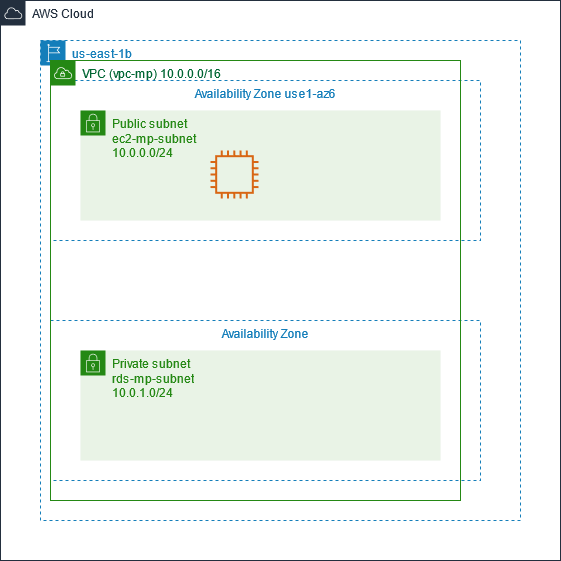 AWS Cloud
us-east-1b
VPC (vpc-mp) 10.0.0.0/16
Availability Zone use1-az6
Public subnet
ec2-mp-subnet
10.0.0.0/24
Availability Zone
Private subnet
rds-mp-subnet
10.0.1.0/24